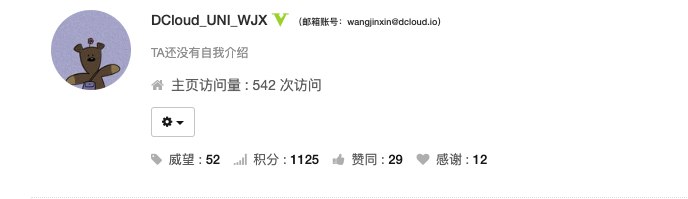 DCloud_UNI_WJX （邮箱账号：wangjinxin@dcloud.io）
TA还没有自我介绍
主页访问量 : 542 次访问
威望 : 52 积分 : 1125 赞同 : 29 感谢 : 12